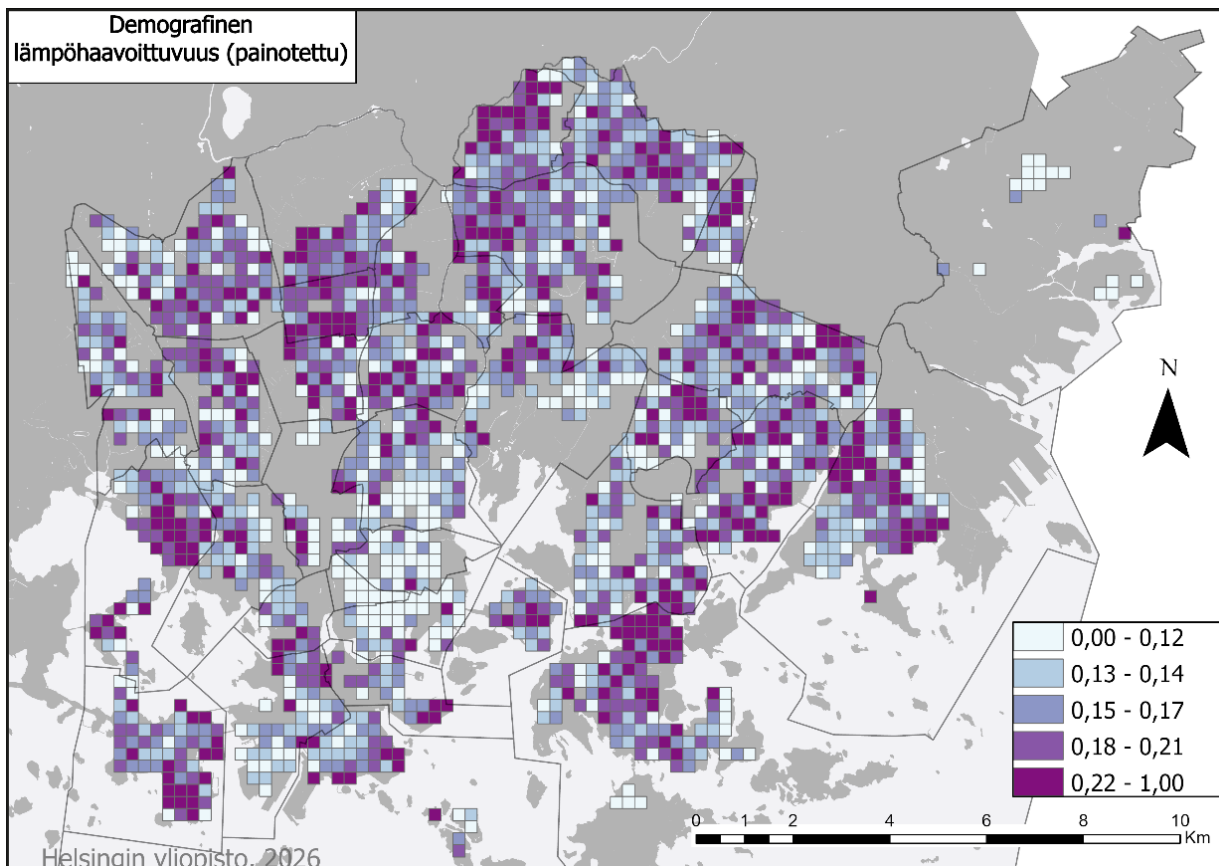 Demografinen
lämpöhaavoittuvuus (painotettu)
N
0,00 - 0,12
0,13 - 0,14
0,15 - 0,17
0,18 - 0,21
0,22 - 1,00
0 1 2 4 6 8 10
Km
Helsingin yliopisto, 2026